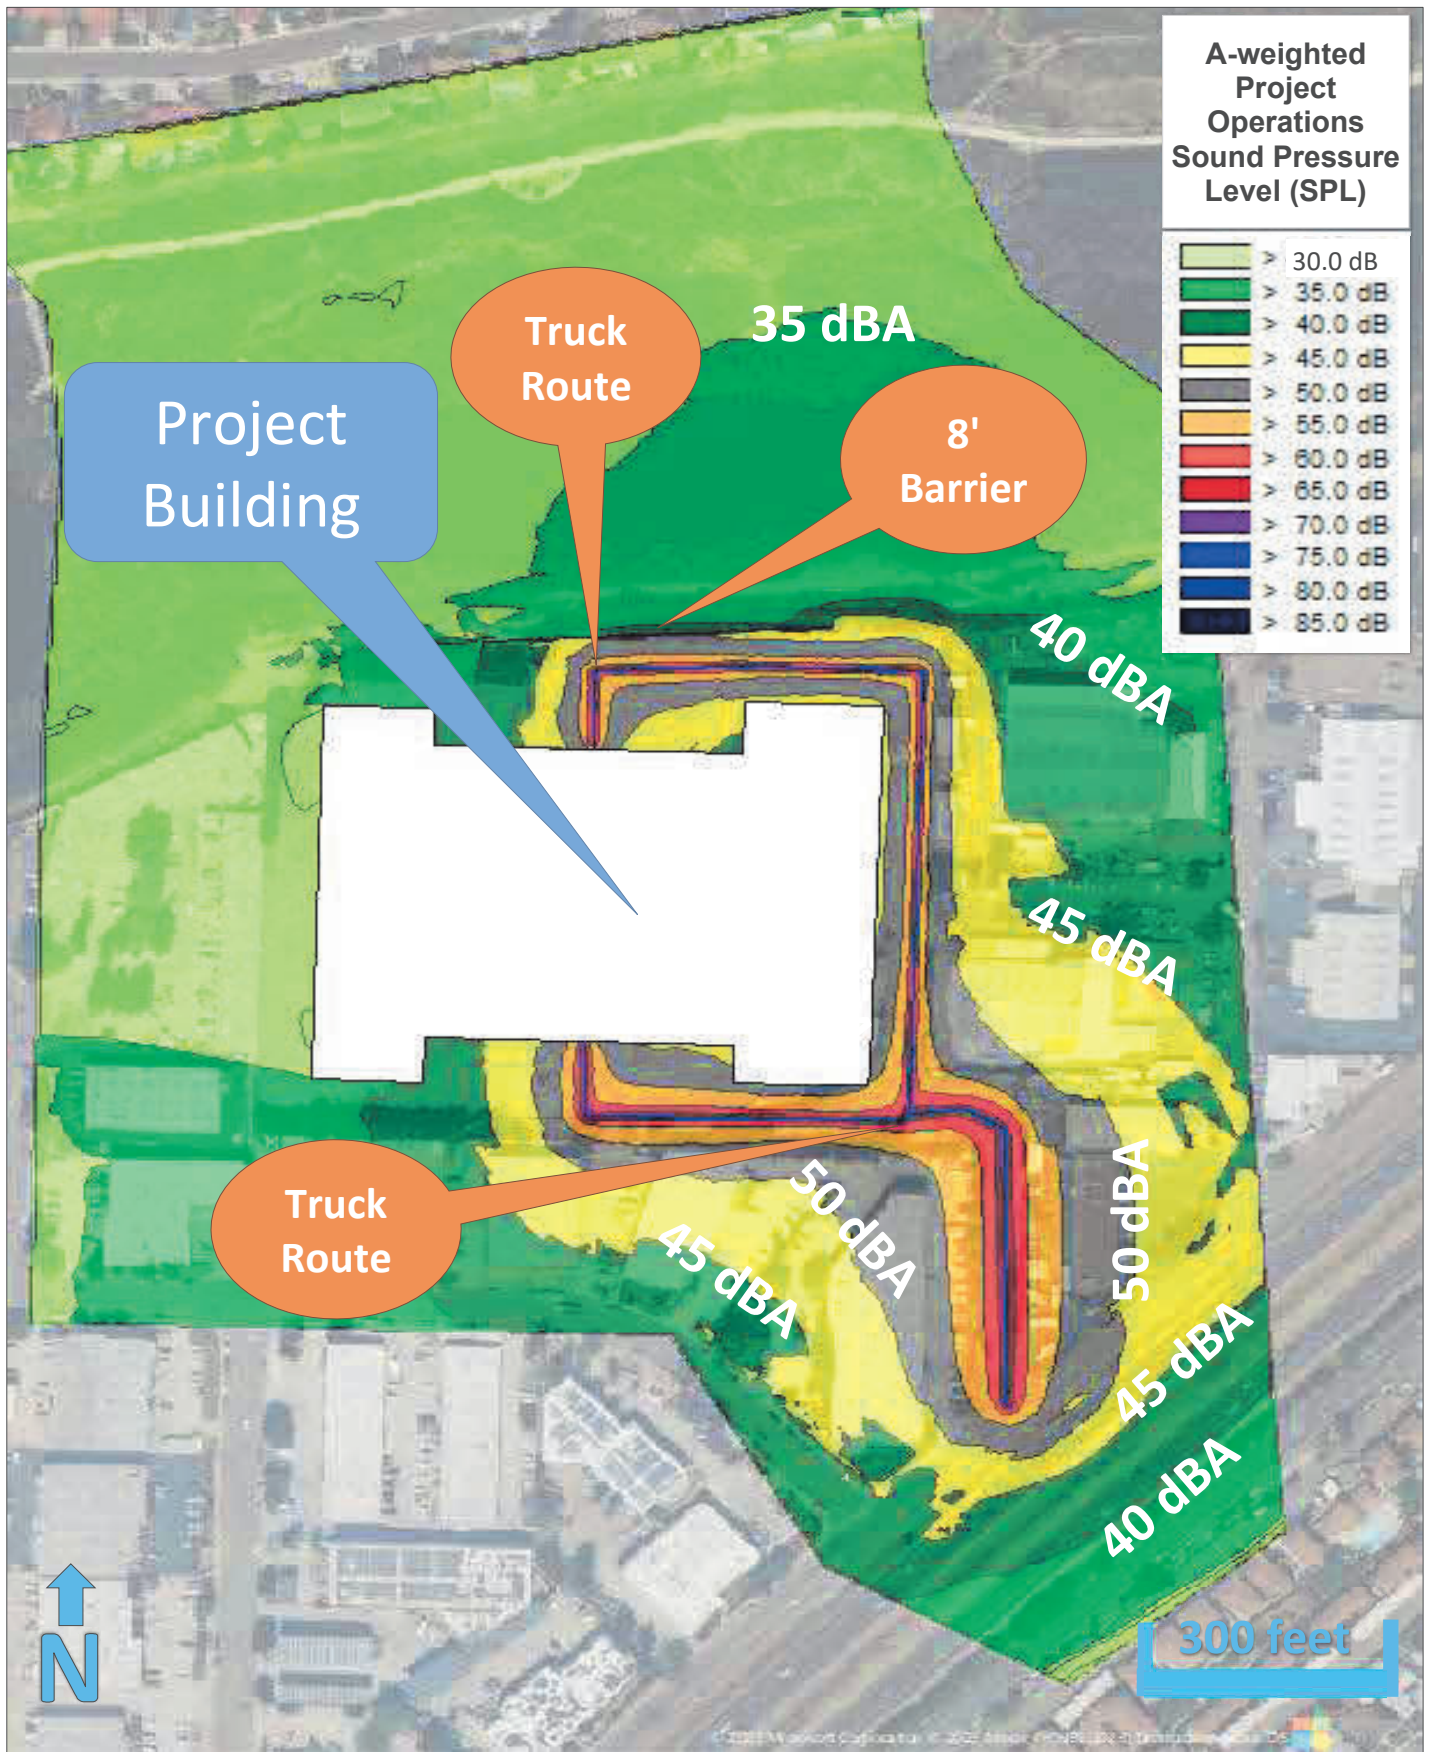 A-weighted
Project
Operations
Sound Pressure
Level (SPL)
> 30.0 dB
> 35.0 dB
> 40.0 dB
> 45.0 dB
> 50.0 dB
> 55.0 dB
> 60.0 dB
> 65.0 dB
> 70.0 dB
> 75.0 dB
> 80.0 dB
> 85.0 dB
35 dBA
Truck
Route
Project
Building
8'
Barrier
40 dBA
45 dBA
50 dBA
50 dBA
45 dBA
Truck
Route
45 dBA
40 dBA
N
300 feet